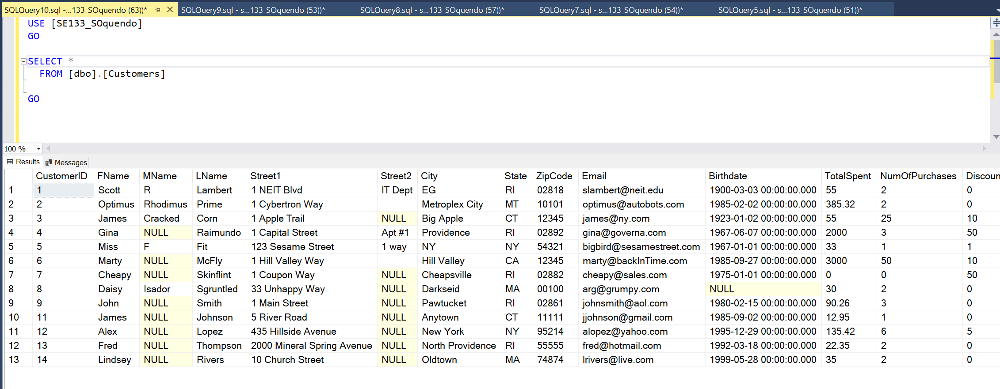 SQLQuery10.sql -...133_SOquendo (63))* SQLQuery9.sql - s...133_SOquendo (53))* SQLQuery8.sql - s...133_SOquendo (57))* SQLQuery7.sql - s...133_SOquendo (54))* SQLQuery5.sql - s...133_SOquendo (51))*
USE [SE133_SOquendo]
GO
SELECT *
FROM [dbo].[Customers]
GO
100 %
Results Messages
CustomerID FName MName LName Street1 Street2 City State ZipCode Email Birthdate TotalSpent NumOfPurchases Discoun
1 1 Scott R Lambert 1 NEIT Blvd IT Dept EG RI 02818 slambert@neit.edu 1900-03-03 00:00:00.000 55 2 0
2 2 Optimus Rhodimus Prime 1 Cybertron Way Metroplex City MT 10101 optimus@autobots.com 1985-02-02 00:00:00.000 385.32 2 0
3 3 James Cracked Corn 1 Apple Trail NULL Big Apple CT 12345 james@ny.com 1923-01-02 00:00:00.000 55 25 10
4 4 Gina NULL Raimundo 1 Capital Street Apt #1 Providence RI 02892 gina@governa.com 1967-06-07 00:00:00.000 2000 3 50
5 5 Miss F Fit 123 Sesame Street 1 way NY NY 54321 bigbird@sesamestreet.com 1967-01-01 00:00:00.000 33 1 1
6 6 Marty NULL McFly 1 Hill Valley Way Hill Valley CA 12345 marty@backInTime.com 1985-09-27 00:00:00.000 3000 50 10
7 7 Cheapy NULL Skinflint 1 Coupon Way NULL Cheapsville RI 02882 cheapy@sales.com 1975-01-01 00:00:00.000 0 0 50
8 8 Daisy Isador Sgruntled 33 Unhappy Way NULL Darkseid MA 00100 arg@grumpy.com NULL 30 2 0
9 9 John NULL Smith 1 Main Street NULL Pawtucket RI 02861 johnsmith@aol.com 1980-02-15 00:00:00.000 90.26 3 0
10 11 James NULL Johnson 5 River Road NULL Anytown CT 11111 jjohnson@gmail.com 1985-09-02 00:00:00.000 12.95 1 0
11 12 Alex NULL Lopez 435 Hillside Avenue NULL New York NY 95214 alopez@yahoo.com 1995-12-29 00:00:00.000 135.42 6 5
12 13 Fred NULL Thompson 2000 Mineral Spring Avenue NULL North Providence RI 55555 fred@hotmail.com 1992-03-18 00:00:00.000 22.35 2 0
13 14 Lindsey NULL Rivers 10 Church Street NULL Oldtown MA 74874 lrivers@live.com 1999-05-28 00:00:00.000 35 2 0